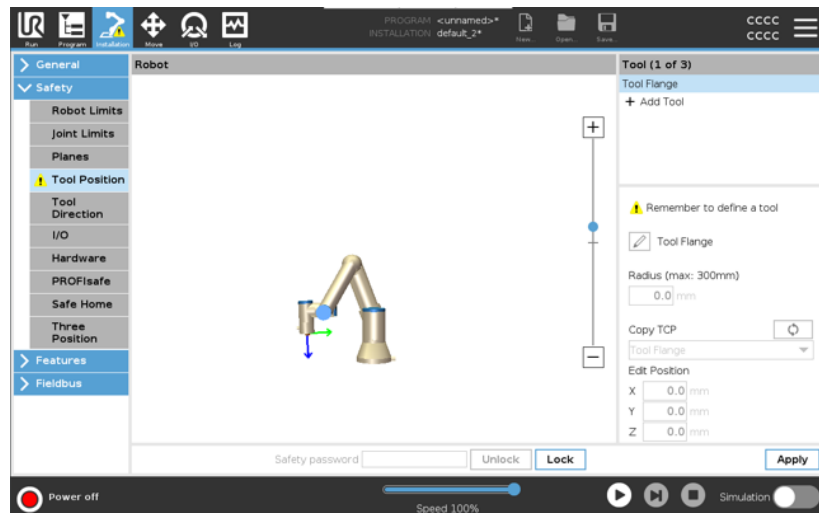 PROGRAM <unnamed>*
INSTALLATION default_2*
Run Program Installation Move I/O Log
New... Open... Save...
CCCC
CCCC
General
Safety
Robot Limits
Joint Limits
Planes
Tool Position
Tool
Direction
I/O
Hardware
PROFIsafe
Safe Home
Three
Position
Features
Fieldbus
Robot
Tool (1 of 3)
Tool Flange
+ Add Tool
Remember to define a tool
Tool Flange
Radius (max: 300mm)
0.0 mm
Copy TCP
Tool Flange
Edit Position
X 0.0 mm
Y 0.0 mm
Z 0.0 mm
Safety password Unlock Lock
Apply
Power off
Speed 100%
Simulation